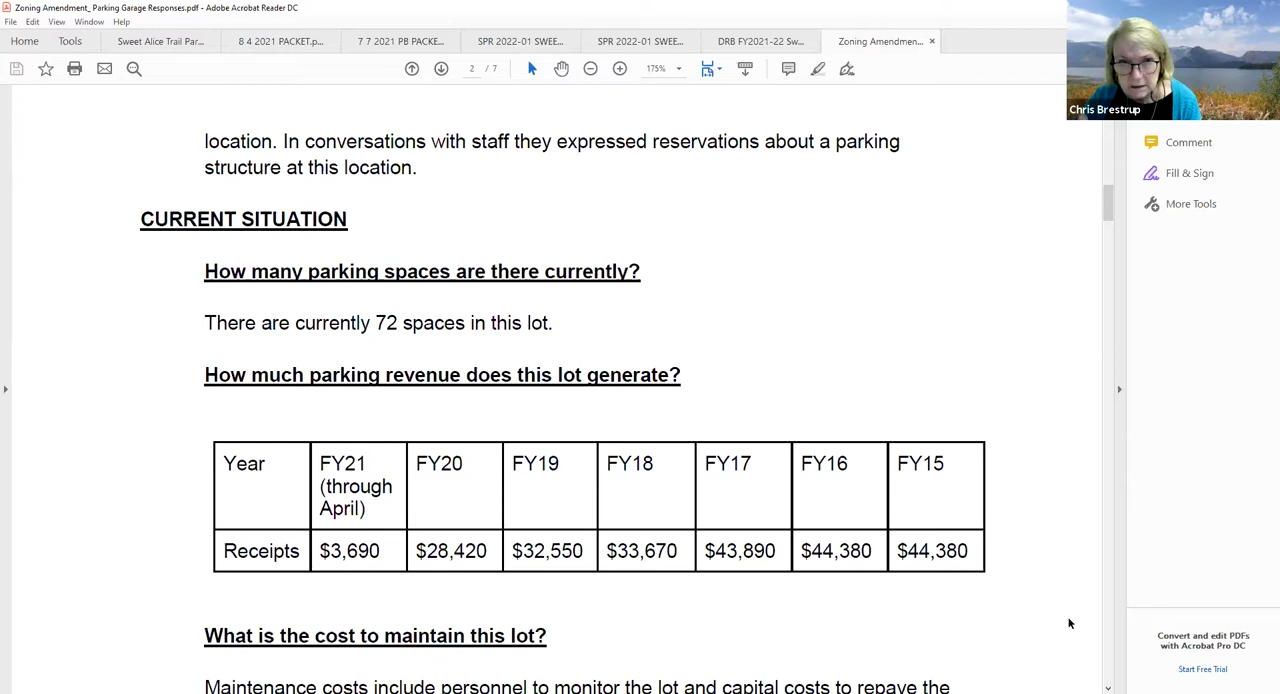 Zoning Amendment_ Parking Garage Responses.pdf - Adobe Acrobat Reader DC
File Edit View Window Help
Home Tools Sweet Alice Trail Par... 8 4 2021 PACKET.p... 7 7 2021 PB PACKE... SPR 2022-01 SWEE... SPR 2022-01 SWEE... DRB FY2021-22 Sw... Zoning Amendmen... ×
2 / 7 175%
Chris Brestrup
Comment
Fill & Sign
More Tools
location. In conversations with staff they expressed reservations about a parking
structure at this location.
CURRENT SITUATION
How many parking spaces are there currently?
There are currently 72 spaces in this lot.
How much parking revenue does this lot generate?
Year FY21 (through April) FY20 FY19 FY18 FY17 FY16 FY15
Receipts $3,690 $28,420 $32,550 $33,670 $43,890 $44,380 $44,380
What is the cost to maintain this lot?
Maintenance costs include personnel to monitor the lot and capital costs to repave the
Convert and edit PDFs
with Acrobat Pro DC
Start Free Trial